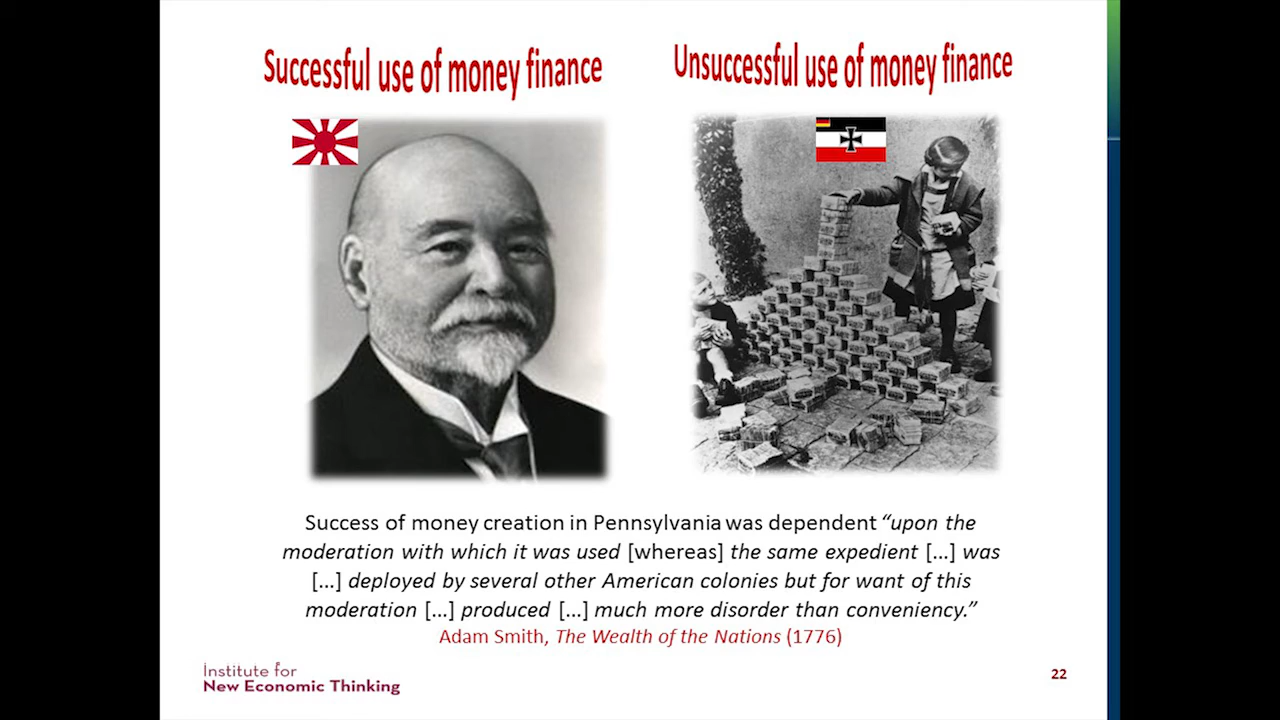 Successful use of money finance
Unsuccessful use of money finance
Success of money creation in Pennsylvania was dependent “upon the
moderation with which it was used [whereas] the same expedient […] was
[…] deployed by several other American colonies but for want of this
moderation […] produced […] much more disorder than conveniency.”
Adam Smith, The Wealth of the Nations (1776)
Institute for
New Economic Thinking
22